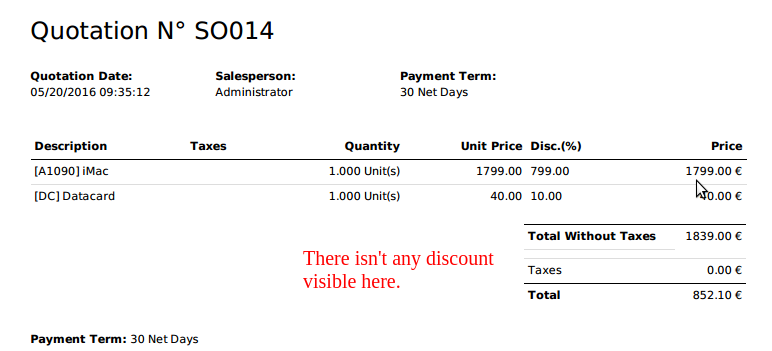 Quotation N° SO014
Quotation Date: Salesperson: Payment Term:
05/20/2016 09:35:12 Administrator 30 Net Days
Description Taxes Quantity Unit Price Disc.(%) Price
[A1090] iMac 1.000 Unit(s) 1799.00 799.00 1799.00 €
[DC] Datacard 1.000 Unit(s) 40.00 10.00 40.00 €
Total Without Taxes 1839.00 €
There isn't any discount
visible here.
Taxes 0.00 €
Total 852.10 €
Payment Term: 30 Net Days